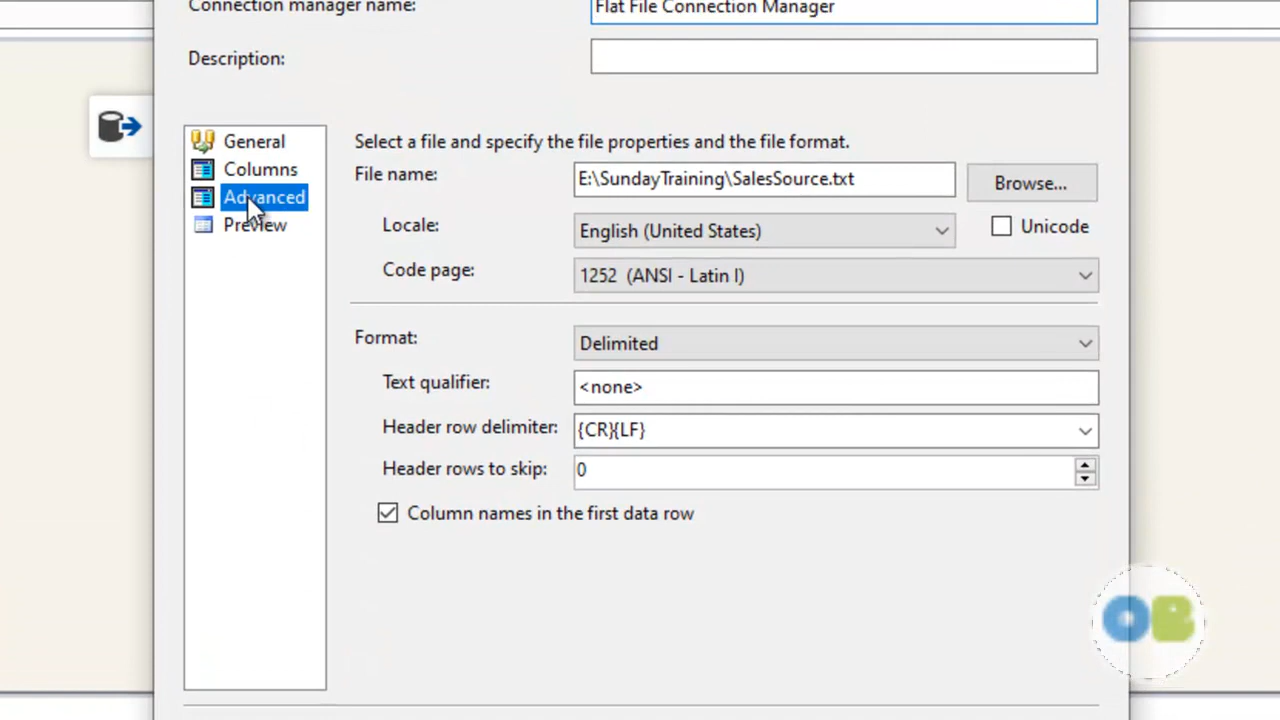 Connection manager name: Flat File Connection Manager
Description:
General
Columns
Advanced
Preview
Select a file and specify the file properties and the file format.
File name: E:\SundayTraining\SalesSource.txt Browse...
Locale: English (United States) Unicode
Code page: 1252 (ANSI - Latin I)
Format: Delimited
Text qualifier: <none>
Header row delimiter: {CR}{LF}
Header rows to skip: 0
Column names in the first data row
OB